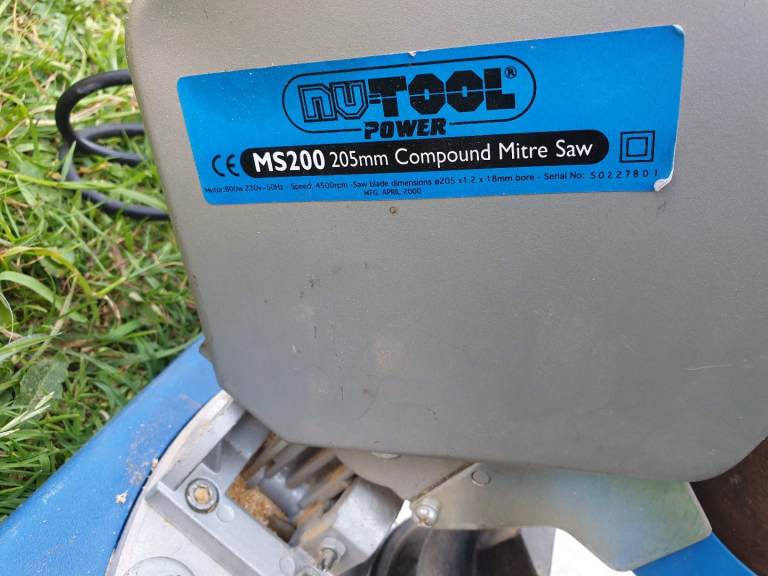 NU-TOOL®
POWER
CE MS200 205mm Compound Mitre Saw
Motor:800w 230v~50Hz - Speed: 4500rpm -Saw blade dimensions ø205 x1.2 x 18mm bore - Serial No: S0227801
MFG. APRIL 2000